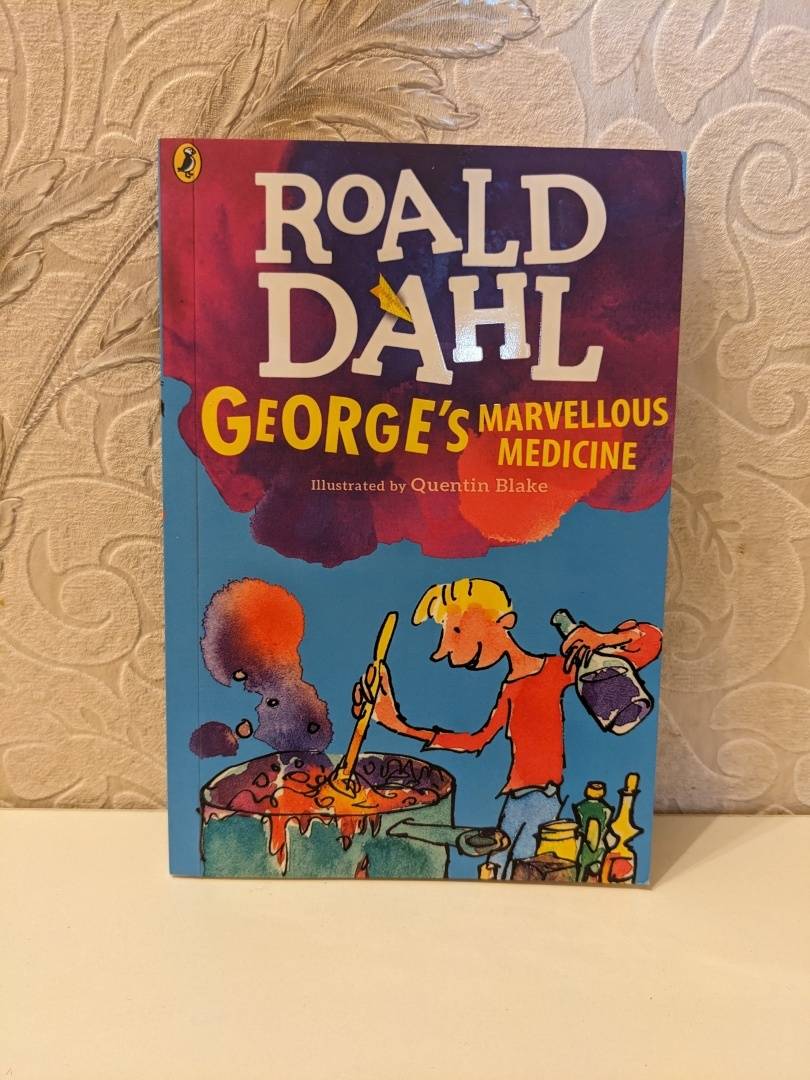 ROALD
DAHL
GEORGE'S MARVELLOUS
MEDICINE
Illustrated by Quentin Blake